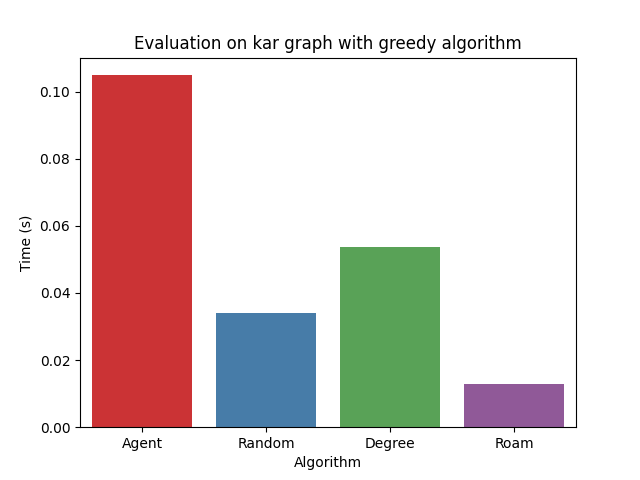 Evaluation on kar graph with greedy algorithm
Time (s)
0.10
0.08
0.06
0.04
0.02
0.00
Agent Random Degree Roam
Algorithm